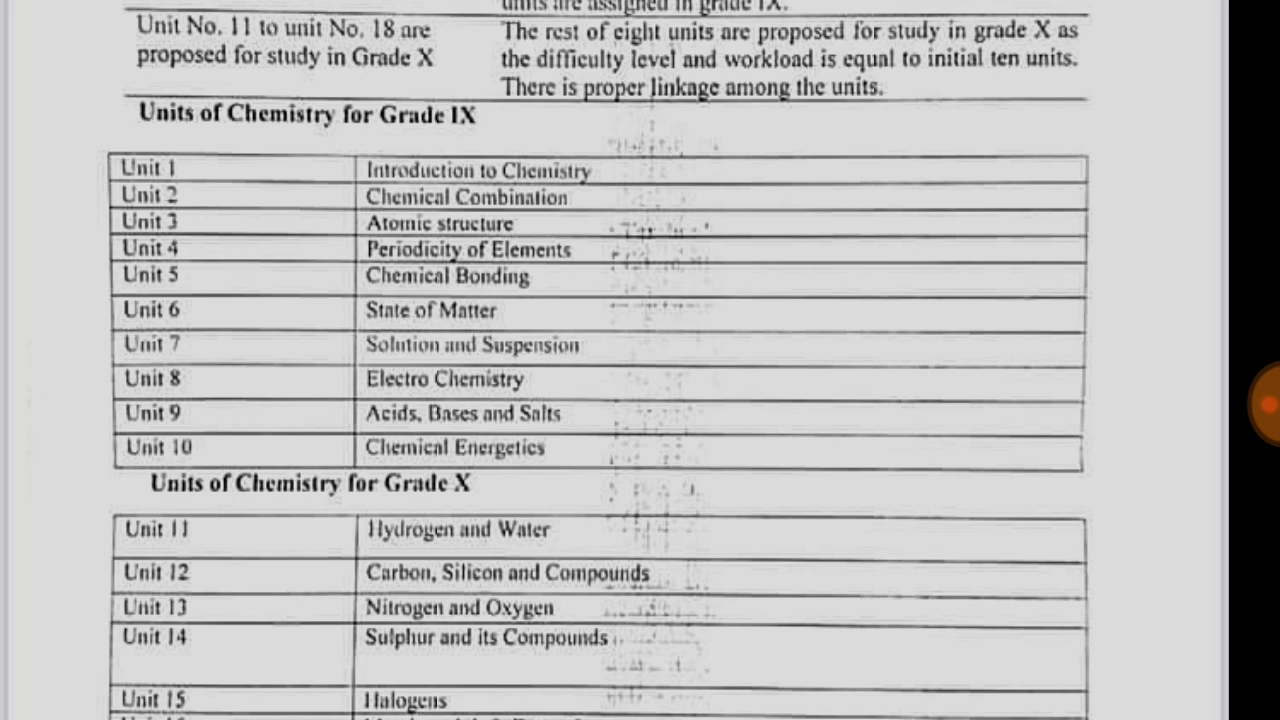 units are assigned in grade IX.
Unit No. 11 to unit No. 18 are
proposed for study in Grade X
The rest of eight units are proposed for study in grade X as
the difficulty level and workload is equal to initial ten units.
There is proper linkage among the units.
Units of Chemistry for Grade IX
Unit 1 Introduction to Chemistry
Unit 2 Chemical Combination
Unit 3 Atomic structure
Unit 4 Periodicity of Elements
Unit 5 Chemical Bonding
Unit 6 State of Matter
Unit 7 Solution and Suspension
Unit 8 Electro Chemistry
Unit 9 Acids, Bases and Salts
Unit 10 Chemical Energetics
Units of Chemistry for Grade X
Unit 11 Hydrogen and Water
Unit 12 Carbon, Silicon and Compounds
Unit 13 Nitrogen and Oxygen
Unit 14 Sulphur and its Compounds
Unit 15 Halogens